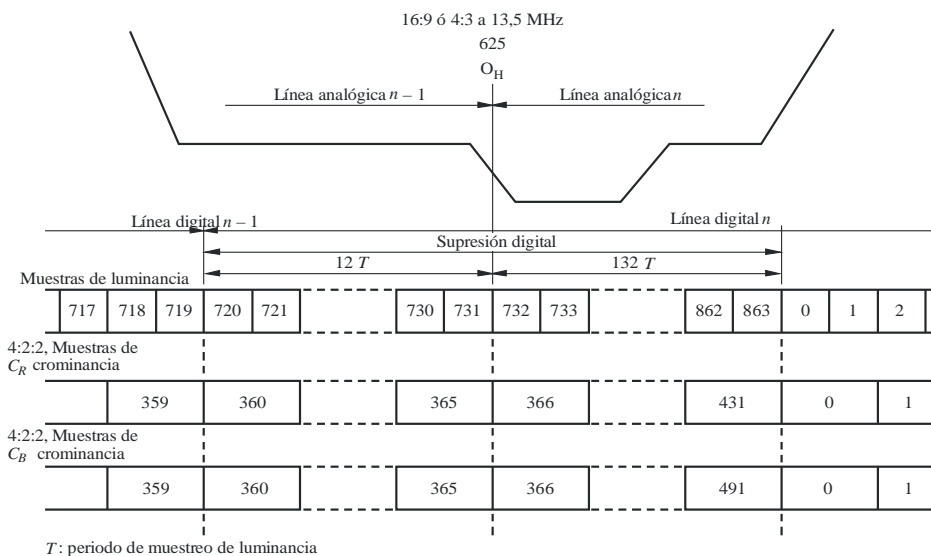 16:9 ó 4:3 a 13,5 MHz
625
O_H
Línea analógica n – 1 Línea analógica n
Línea digital n – 1 Línea digital n
Supresión digital
12 T 132 T
Muestras de luminancia
717 718 719 720 721 730 731 732 733 862 863 0 1 2
4:2:2, Muestras de
C_R crominancia
359 360 365 366 431 0 1
4:2:2, Muestras de
C_B crominancia
359 360 365 366 491 0 1
T : periodo de muestreo de luminancia